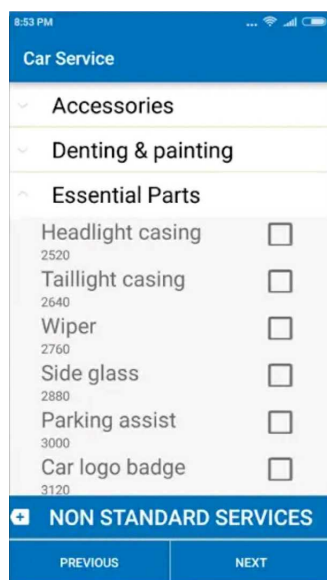 8:53 PM
...
Car Service
Accessories
Denting & painting
Essential Parts
Headlight casing
2520
Taillight casing
2640
Wiper
2760
Side glass
2880
Parking assist
3000
Car logo badge
3120
NON STANDARD SERVICES
PREVIOUS NEXT